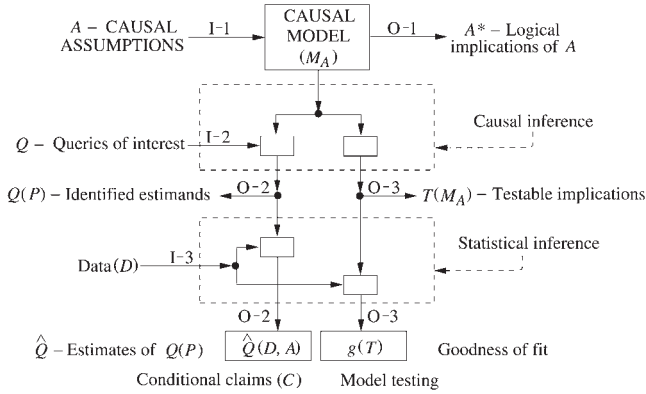 A – CAUSAL
ASSUMPTIONS
I-1
CAUSAL
MODEL
(M_A)
O-1
A* – Logical
implications of A
Causal inference
Q – Queries of interest
I-2
Q(P) – Identified estimands
O-2
O-3
T(M_A) – Testable implications
Statistical inference
Data(D)
I-3
O-2
O-3
Q̂ – Estimates of Q(P)
Q̂(D, A)
g(T)
Goodness of fit
Conditional claims (C)
Model testing